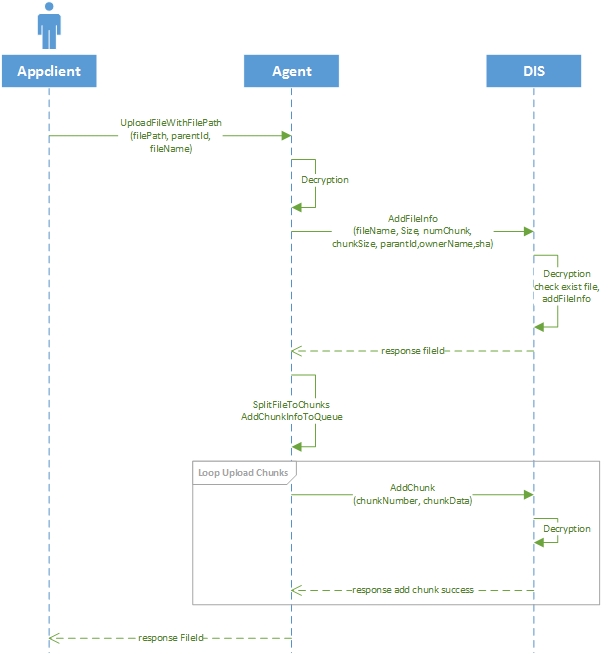 Appclient
Agent
DIS
UploadFileWithFilePath
(filePath, parentId,
fileName)
Decryption
AddFileInfo
(fileName, Size, numChunk,
chunkSize, parantId,ownerName,sha)
Decryption
check exist file,
addFileInfo
response fileId
SplitFileToChunks
AddChunkInfoToQueue
Loop Upload Chunks
AddChunk
(chunkNumber, chunkData)
Decryption
response add chunk success
response FileId